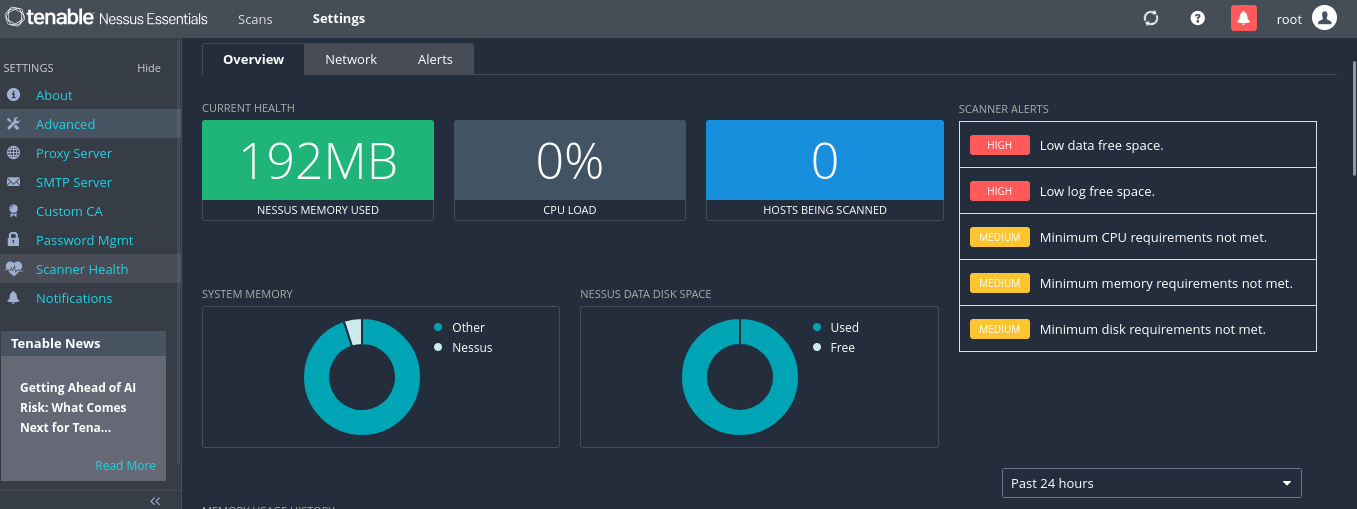 tenable Nessus Essentials
Scans
Settings
root
SETTINGS
Hide
About
Advanced
Proxy Server
SMTP Server
Custom CA
Password Mgmt
Scanner Health
Notifications
Tenable News
Getting Ahead of AI
Risk: What Comes
Next for Tena...
Read More
Overview
Network
Alerts
CURRENT HEALTH
192MB
NESSUS MEMORY USED
0%
CPU LOAD
0
HOSTS BEING SCANNED
SCANNER ALERTS
HIGH Low data free space.
HIGH Low log free space.
MEDIUM Minimum CPU requirements not met.
MEDIUM Minimum memory requirements not met.
MEDIUM Minimum disk requirements not met.
SYSTEM MEMORY
Other
Nessus
NESSUS DATA DISK SPACE
Used
Free
Past 24 hours
MEMORY USAGE HISTORY